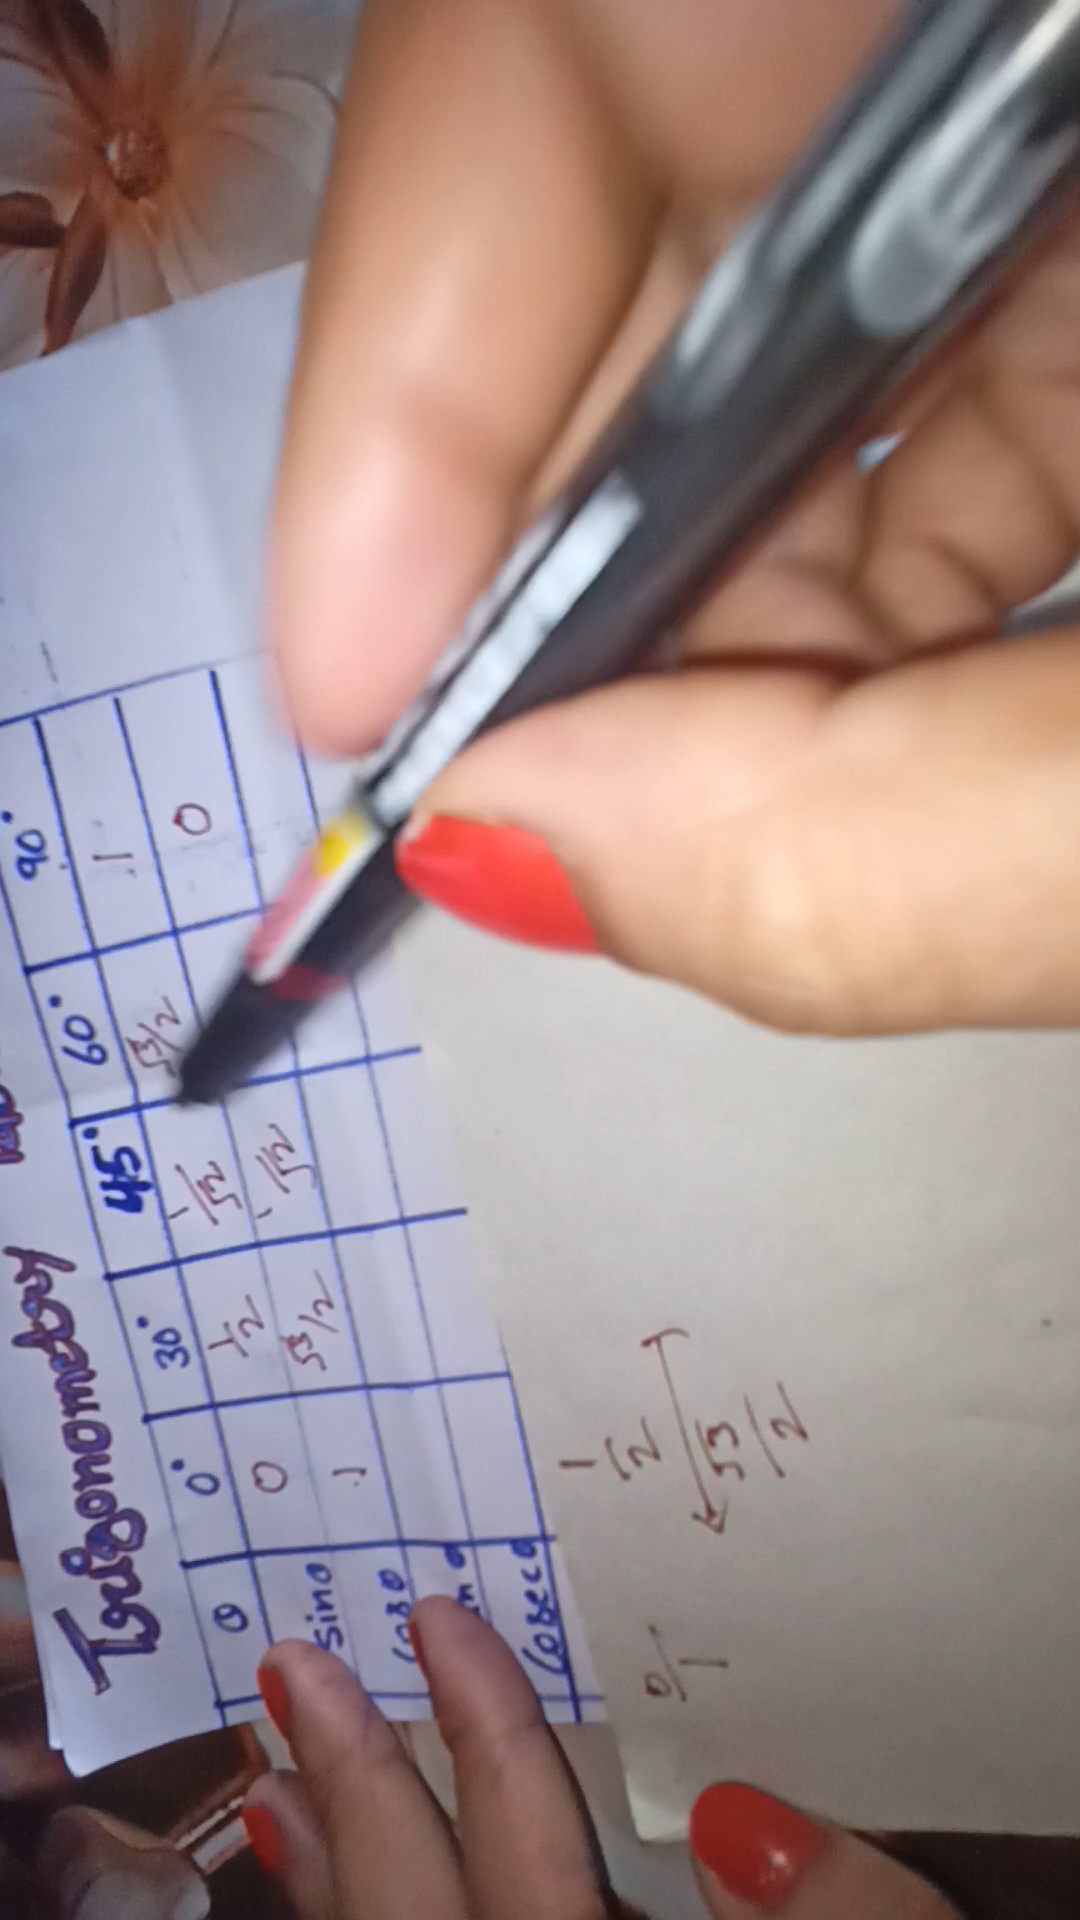 Trigonometry
θ 0° 30° 45° 60° 90°
sinθ 0 1/2 1/√2 √3/2 1
cosθ 1 √3/2 1/√2 0
Cosecθ
0/1 1/2 √3/2